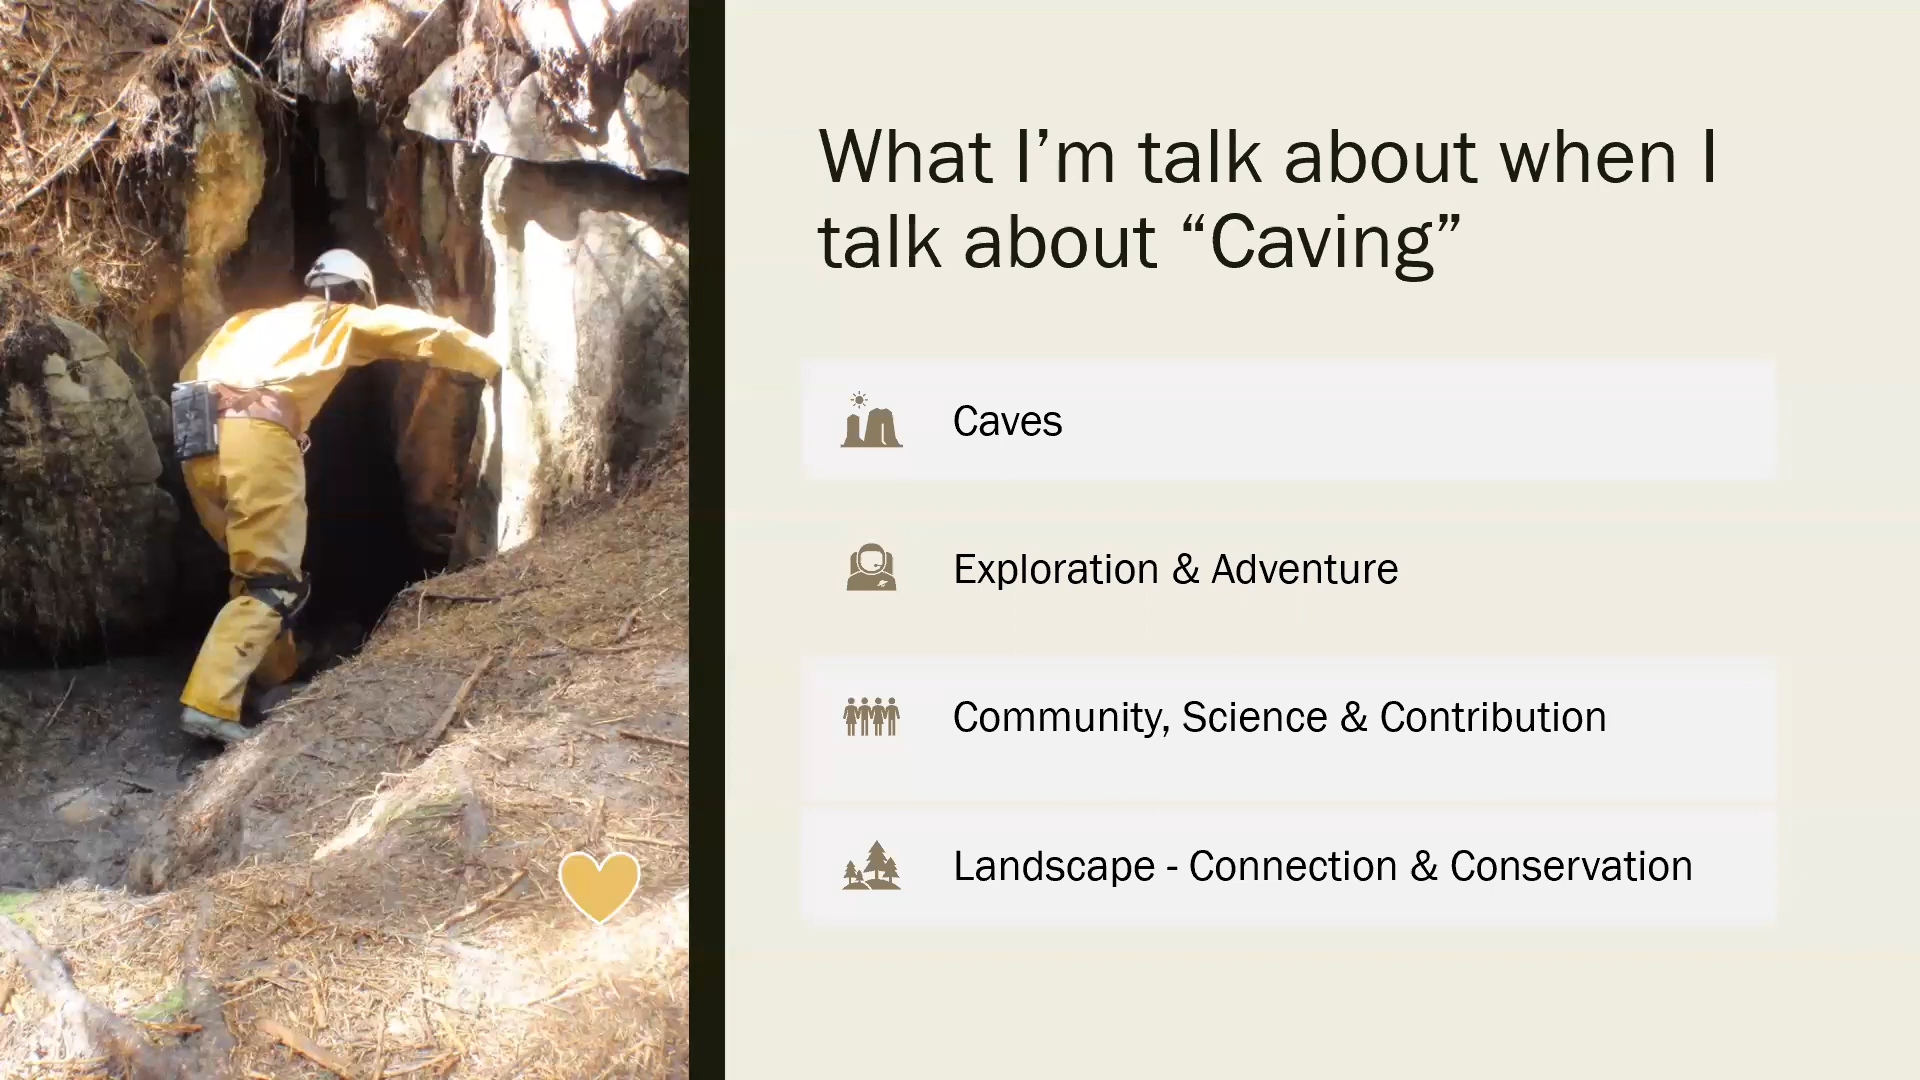 What I’m talk about when I
talk about “Caving”
Caves
Exploration & Adventure
Community, Science & Contribution
Landscape - Connection & Conservation